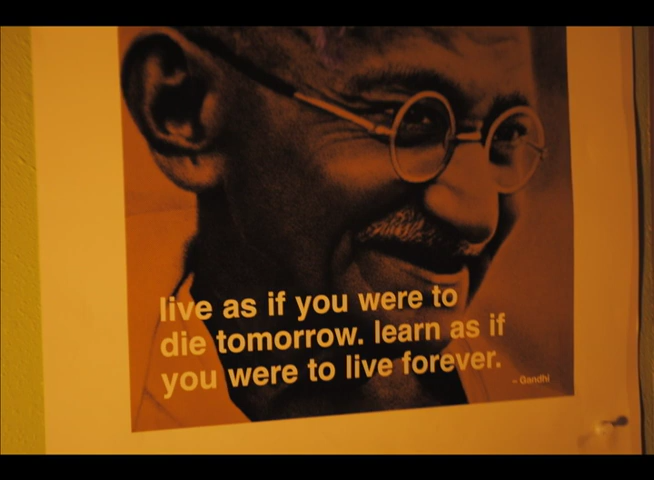 live as if you were to
die tomorrow. learn as if
you were to live forever.
– Gandhi